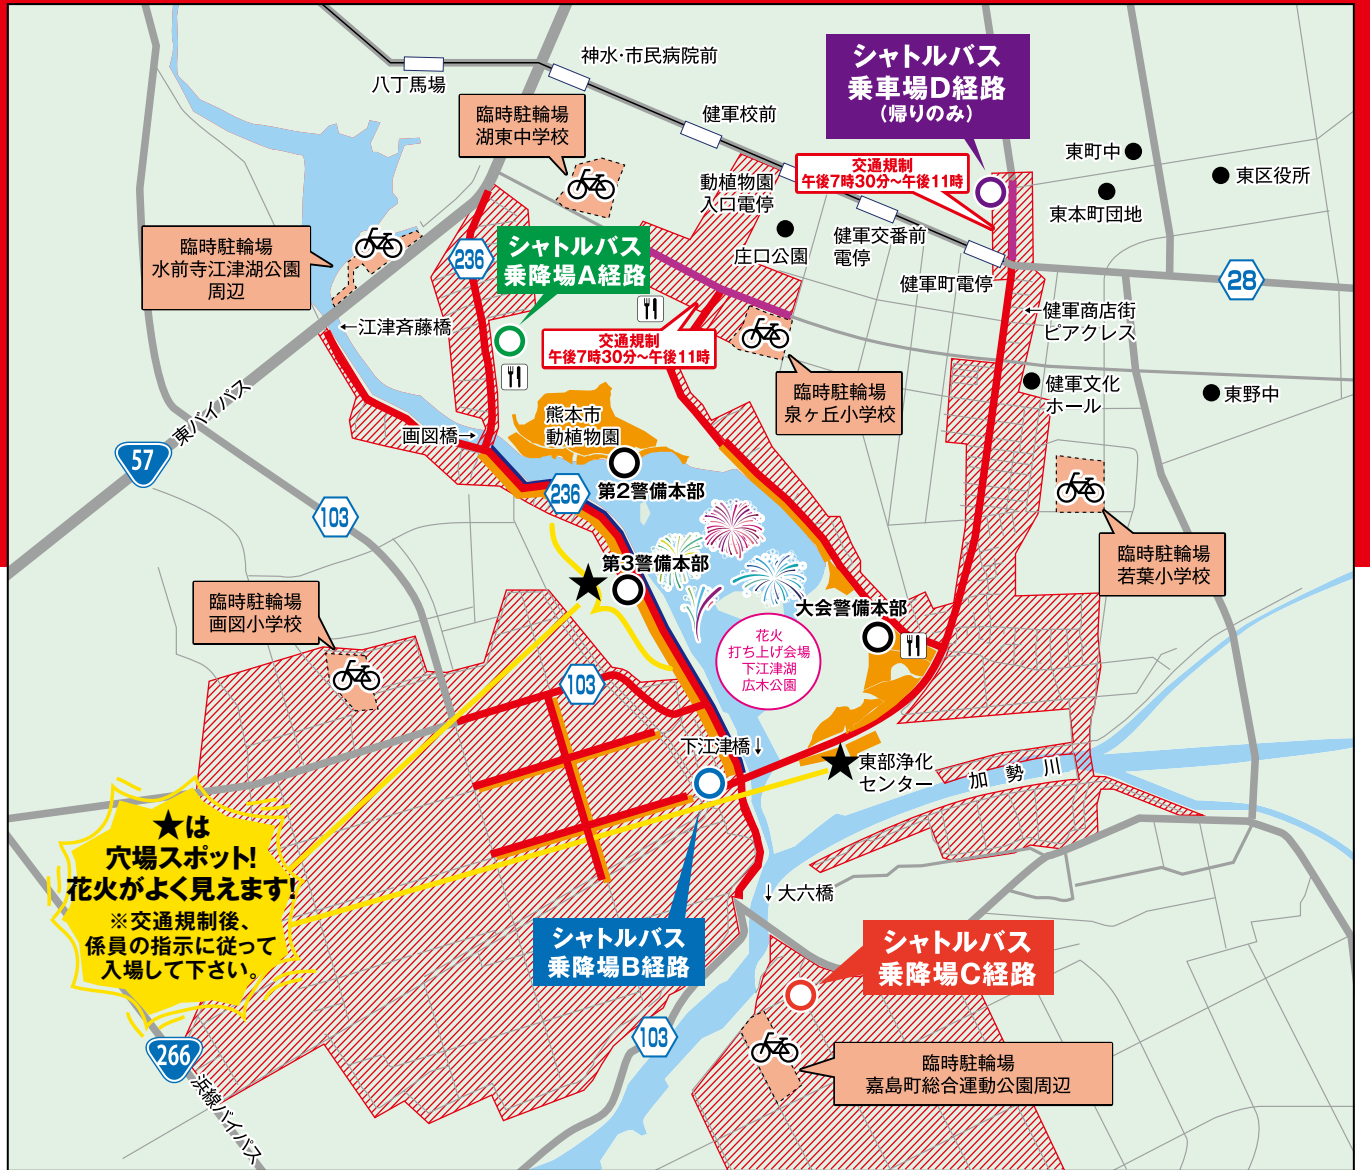 神水・市民病院前
八丁馬場
シャトルバス
乗車場D経路
(帰りのみ)
臨時駐輪場
湖東中学校
健軍校前
東町中
交通規制
午後7時30分～午後11時
東区役所
動植物園
入口電停
東本町団地
臨時駐輪場
水前寺江津湖公園
周辺
236
シャトルバス
乗降場A経路
庄口公園
健軍交番前
電停
健軍町電停
28
←江津斉藤橋
←健軍商店街
ピアクレス
交通規制
午後7時30分～午後11時
臨時駐輪場
泉ヶ丘小学校
健軍文化
ホール
東野中
東バイパス
57
画図橋→
熊本市
動植物園
第2警備本部
236
103
臨時駐輪場
若葉小学校
第3警備本部
臨時駐輪場
画図小学校
大会警備本部
花火
打ち上げ会場
下江津湖
広木公園
103
下江津橋↓
東部浄化
センター
加勢川
★は
穴場スポット!
花火がよく見えます!
※交通規制後、
係員の指示に従って
入場して下さい。
↓大六橋
シャトルバス
乗降場B経路
シャトルバス
乗降場C経路
103
266
浜線バイパス
臨時駐輪場
嘉島町総合運動公園周辺